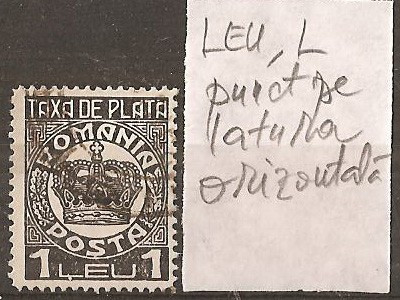 TAXA DE PLATA
ROMANIA
POSTA
1 LEU 1
LEU, L
punct pe
latura
orizontală